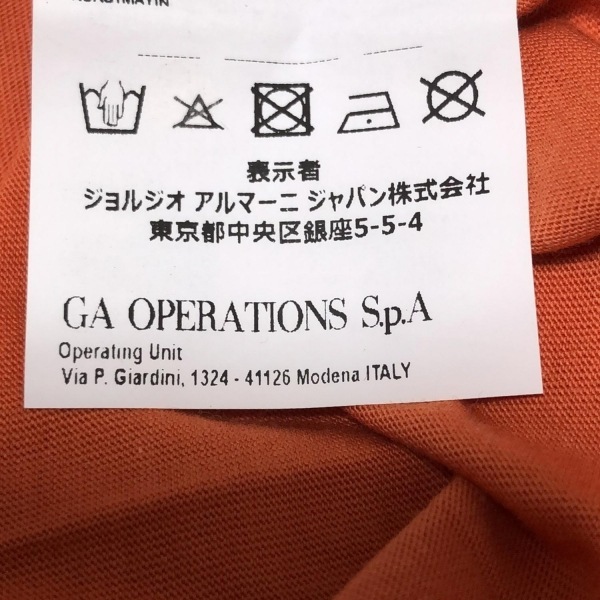 表示者
ジョルジオ アルマーニ ジャパン株式会社
東京都中央区銀座5-5-4
GA OPERATIONS S.p.A
Operating Unit
Via P. Giardini, 1324 - 41126 Modena ITALY